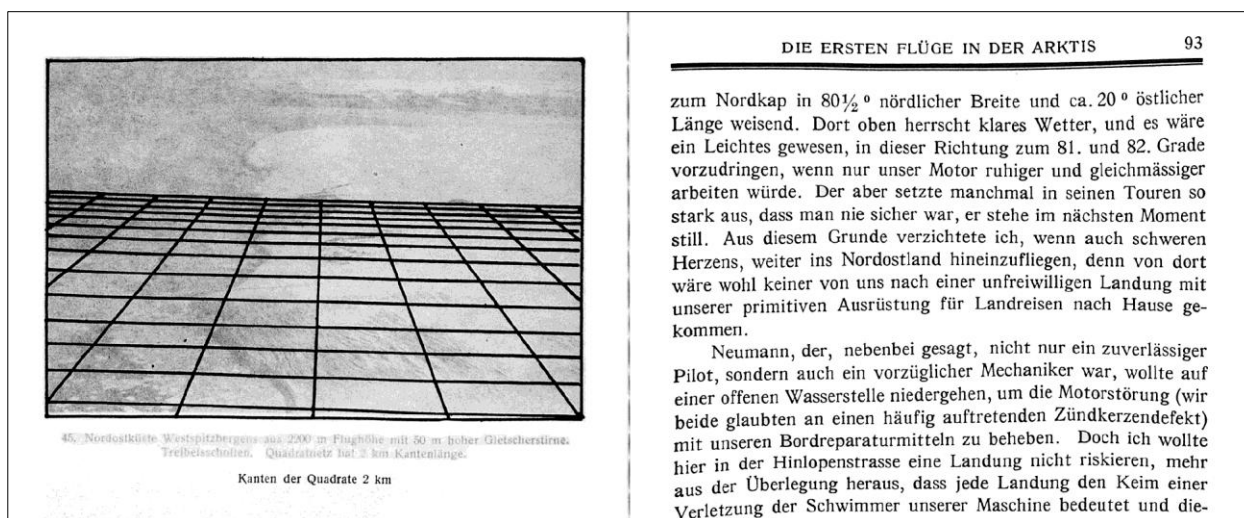 45. Nordostküste Westspitzbergens aus 2200 m Flughöhe mit 50 m hoher Gletscherstirne.
Treibeisschollen. Quadratnetz hat 2 km Kantenlänge.
Kanten der Quadrate 2 km
DIE ERSTEN FLÜGE IN DER ARKTIS 93
zum Nordkap in 80½ ° nördlicher Breite und ca. 20 ° östlicher
Länge weisend. Dort oben herrscht klares Wetter, und es wäre
ein Leichtes gewesen, in dieser Richtung zum 81. und 82. Grade
vorzudringen, wenn nur unser Motor ruhiger und gleichmässiger
arbeiten würde. Der aber setzte manchmal in seinen Touren so
stark aus, dass man nie sicher war, er stehe im nächsten Moment
still. Aus diesem Grunde verzichtete ich, wenn auch schweren
Herzens, weiter ins Nordostland hineinzufliegen, denn von dort
wäre wohl keiner von uns nach einer unfreiwilligen Landung mit
unserer primitiven Ausrüstung für Landreisen nach Hause ge-
kommen.
Neumann, der, nebenbei gesagt, nicht nur ein zuverlässiger
Pilot, sondern auch ein vorzüglicher Mechaniker war, wollte auf
einer offenen Wasserstelle niedergehen, um die Motorstörung (wir
beide glaubten an einen häufig auftretenden Zündkerzendefekt)
mit unseren Bordreparaturmitteln zu beheben. Doch ich wollte
hier in der Hinlopenstrasse eine Landung nicht riskieren, mehr
aus der Überlegung heraus, dass jede Landung den Keim einer
Verletzung der Schwimmer unserer Maschine bedeutet und die-